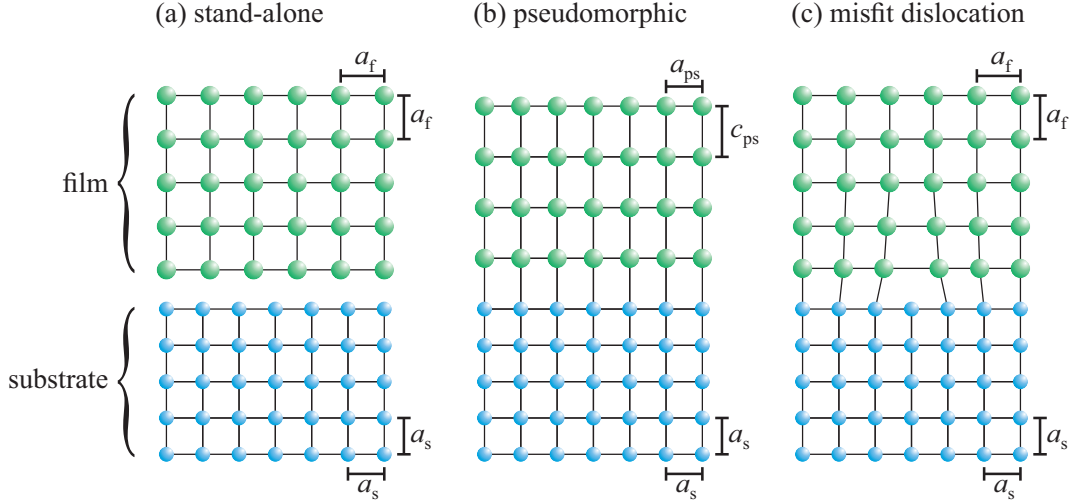 (a) stand-alone
(b) pseudomorphic
(c) misfit dislocation
a_f
a_ps
a_f
a_f
c_ps
a_f
film
substrate
a_s
a_s
a_s
a_s
a_s
a_s